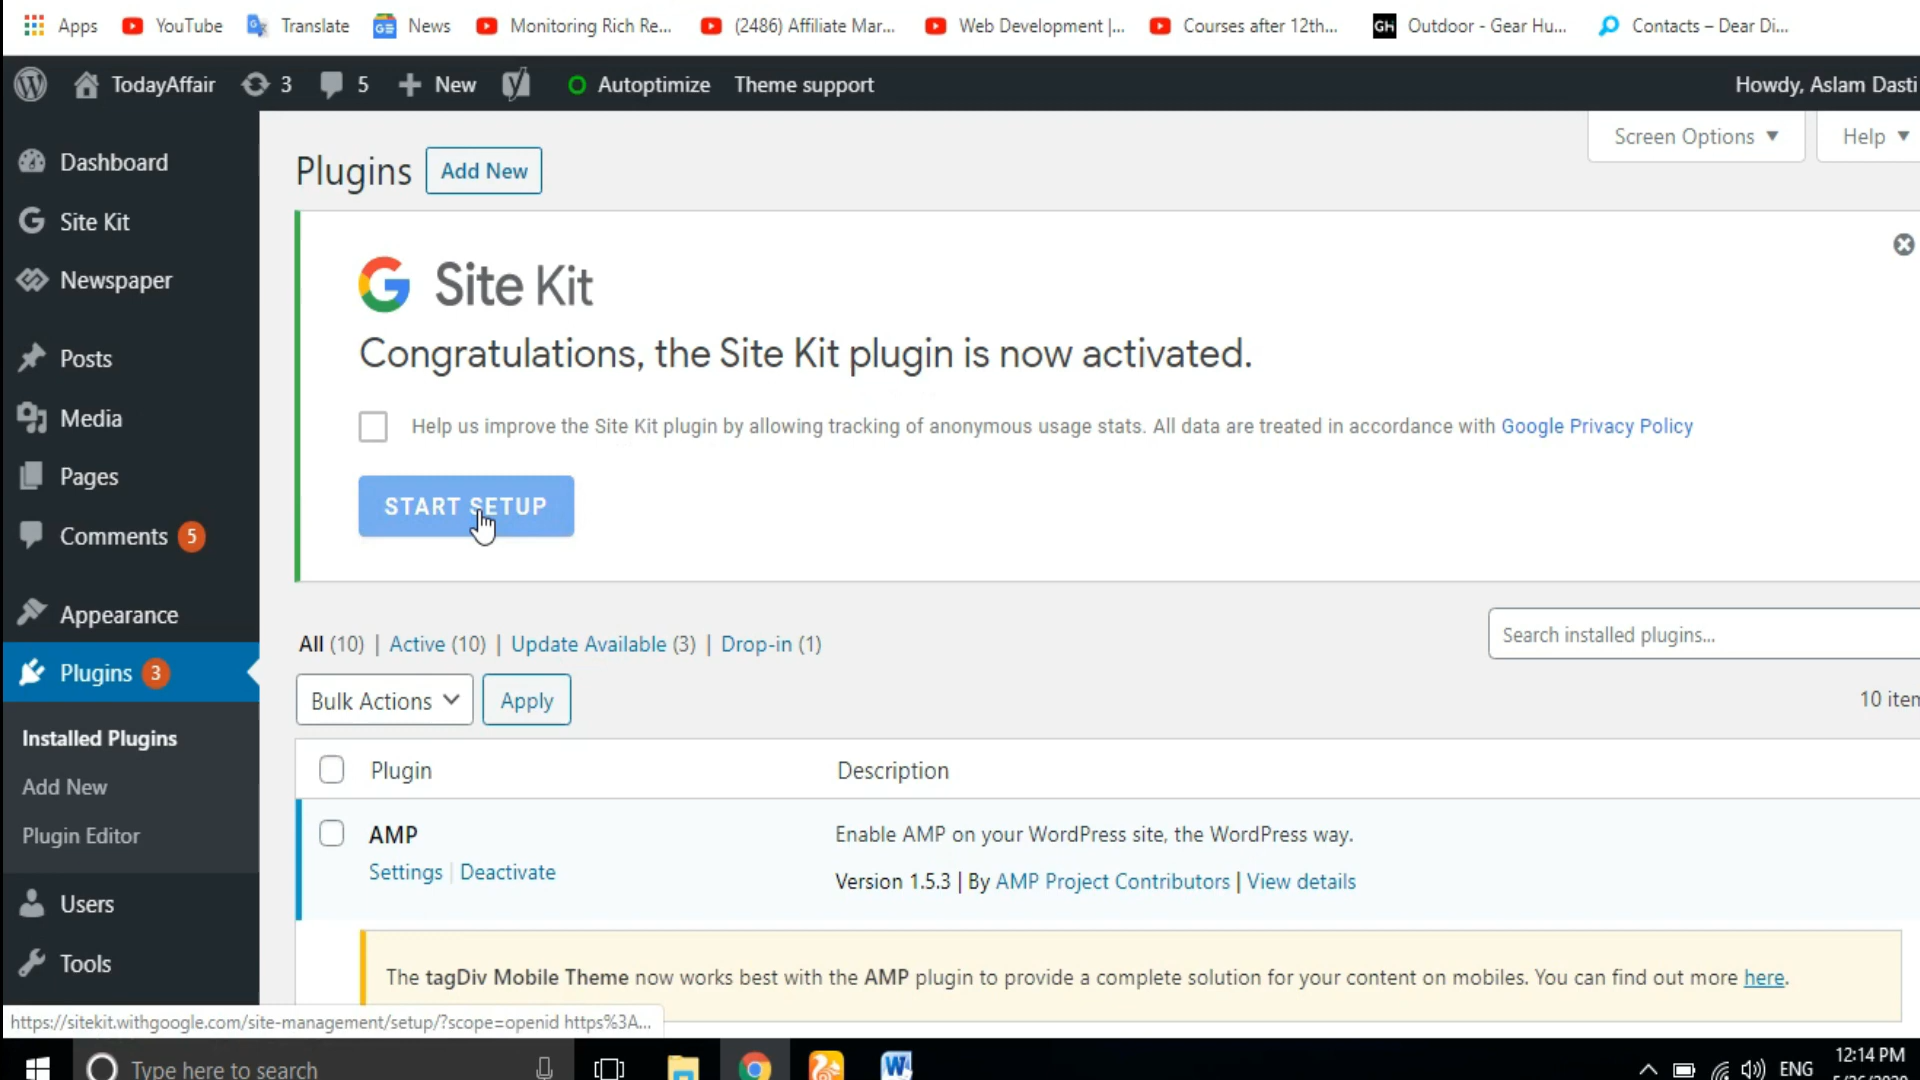 Apps YouTube Translate News Monitoring Rich Re... (2486) Affiliate Mar... Web Development |... Courses after 12th... GH Outdoor - Gear Hu... Contacts – Dear Di...
TodayAffair 3 5 New Autoptimize Theme support Howdy, Aslam Dasti
Screen Options Help
Dashboard
Site Kit
Newspaper
Posts
Media
Pages
Comments 5
Appearance
Plugins 3
Installed Plugins
Add New
Plugin Editor
Users
Tools
Plugins Add New
Site Kit
Congratulations, the Site Kit plugin is now activated.
Help us improve the Site Kit plugin by allowing tracking of anonymous usage stats. All data are treated in accordance with Google Privacy Policy
START SETUP
All (10) | Active (10) | Update Available (3) | Drop-in (1)
Search installed plugins...
Bulk Actions Apply
10 item
Plugin Description
AMP
Settings | Deactivate
Enable AMP on your WordPress site, the WordPress way.
Version 1.5.3 | By AMP Project Contributors | View details
The tagDiv Mobile Theme now works best with the AMP plugin to provide a complete solution for your content on mobiles. You can find out more here.
https://sitekit.withgoogle.com/site-management/setup/?scope=openid https%3A...
Type here to search
ENG
12:14 PM